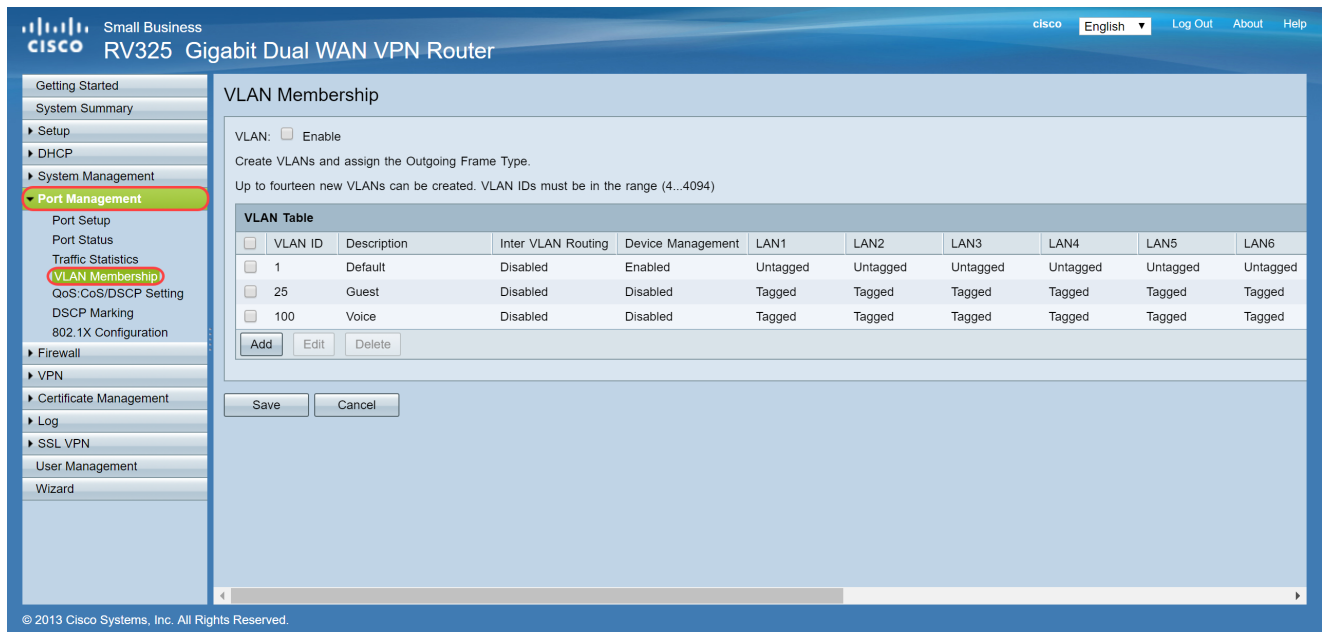 Small Business
cisco English Log Out About Help
CISCO RV325 Gigabit Dual WAN VPN Router
Getting Started
System Summary
Setup
DHCP
System Management
Port Management
Port Setup
Port Status
Traffic Statistics
VLAN Membership
QoS:CoS/DSCP Setting
DSCP Marking
802.1X Configuration
Firewall
VPN
Certificate Management
Log
SSL VPN
User Management
Wizard
VLAN Membership
VLAN: Enable
Create VLANs and assign the Outgoing Frame Type.
Up to fourteen new VLANs can be created. VLAN IDs must be in the range (4...4094)
VLAN Table
VLAN ID Description Inter VLAN Routing Device Management LAN1 LAN2 LAN3 LAN4 LAN5 LAN6
1 Default Disabled Enabled Untagged Untagged Untagged Untagged Untagged Untagged
25 Guest Disabled Disabled Tagged Tagged Tagged Tagged Tagged Tagged
100 Voice Disabled Disabled Tagged Tagged Tagged Tagged Tagged Tagged
Add Edit Delete
Save Cancel
© 2013 Cisco Systems, Inc. All Rights Reserved.